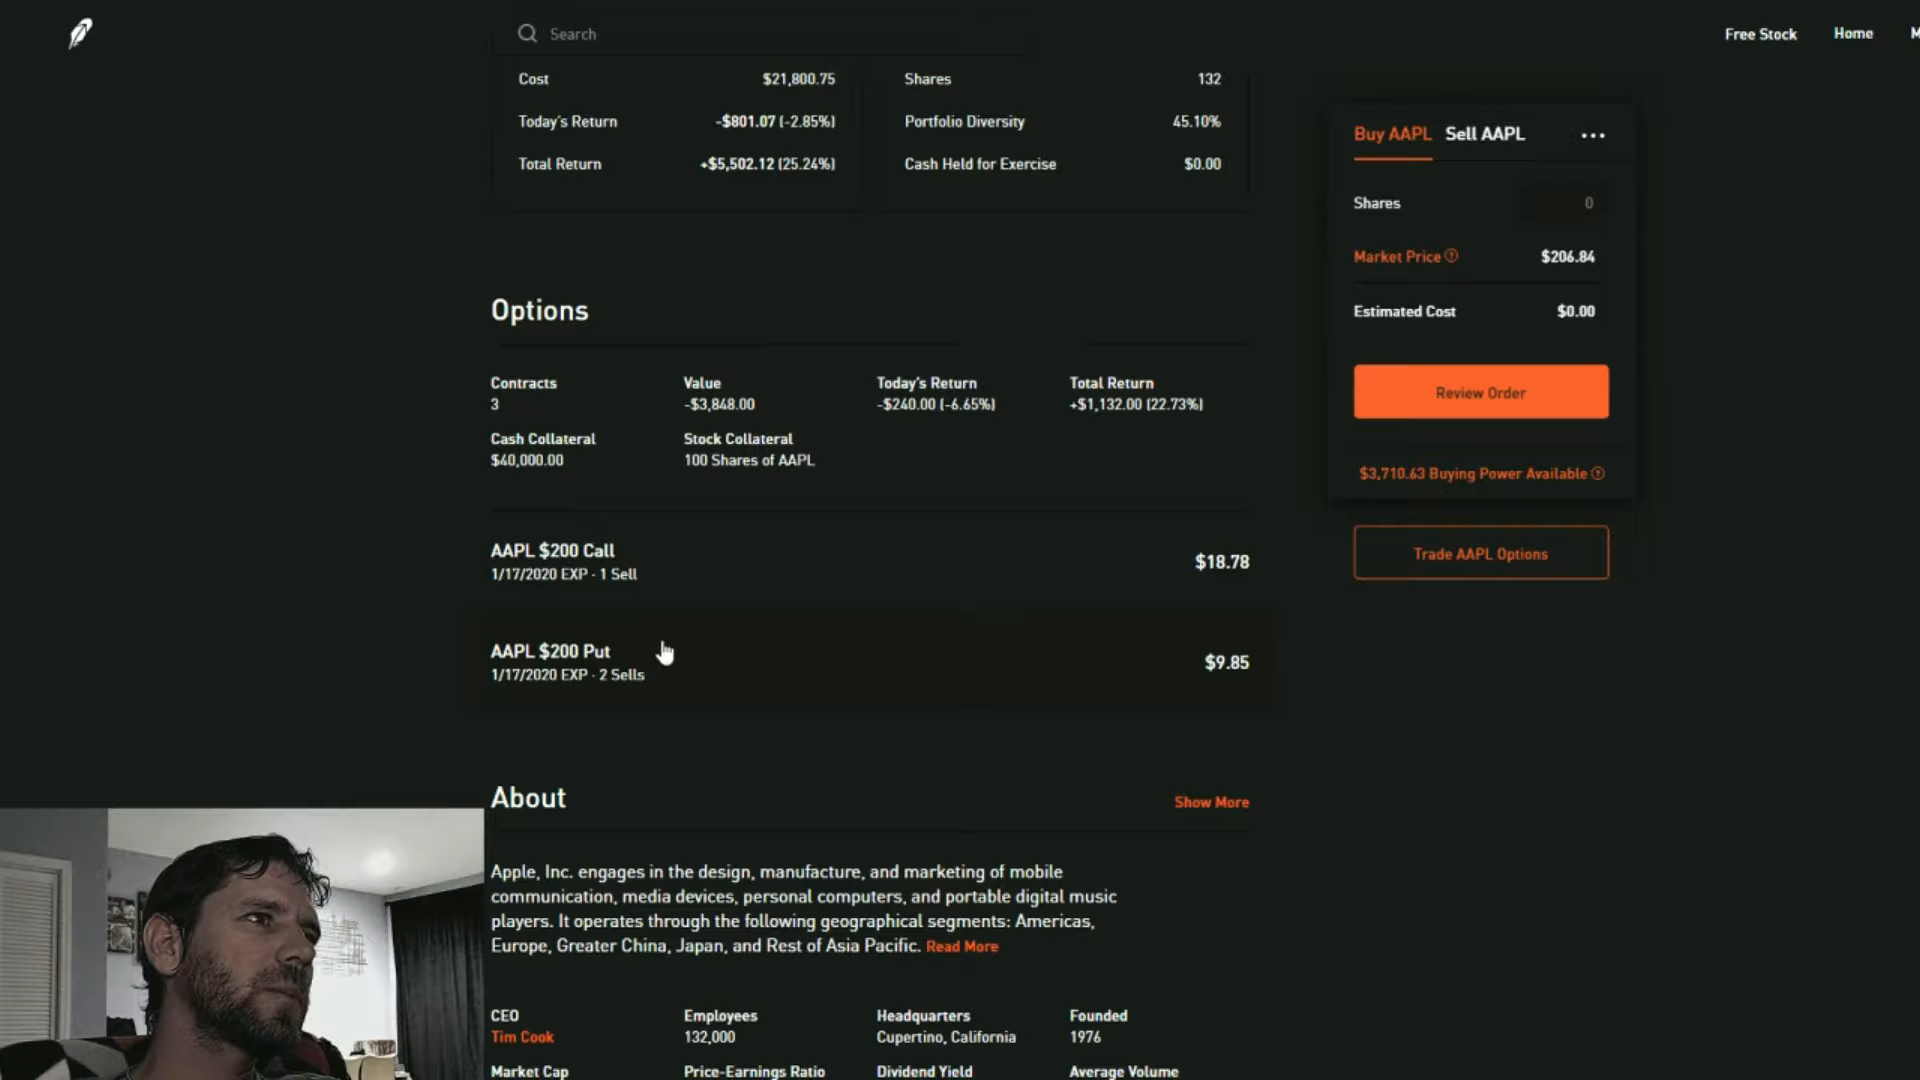 Search
Free Stock Home M
Cost $21,800.75
Today's Return -$801.07 (-2.85%)
Total Return +$5,502.12 (25.24%)
Shares 132
Portfolio Diversity 45.10%
Cash Held for Exercise $0.00
Buy AAPL Sell AAPL ...
Shares 0
Market Price $206.84
Estimated Cost $0.00
Review Order
$3,710.63 Buying Power Available
Trade AAPL Options
Options
Contracts Value Today's Return Total Return
3 -$3,848.00 -$240.00 (-6.65%) +$1,132.00 (22.73%)
Cash Collateral Stock Collateral
$40,000.00 100 Shares of AAPL
AAPL $200 Call
1/17/2020 EXP · 1 Sell
$18.78
AAPL $200 Put
1/17/2020 EXP · 2 Sells
$9.85
About Show More
Apple, Inc. engages in the design, manufacture, and marketing of mobile
communication, media devices, personal computers, and portable digital music
players. It operates through the following geographical segments: Americas,
Europe, Greater China, Japan, and Rest of Asia Pacific. Read More
CEO Employees Headquarters Founded
Tim Cook 132,000 Cupertino, California 1976
Market Cap Price-Earnings Ratio Dividend Yield Average Volume